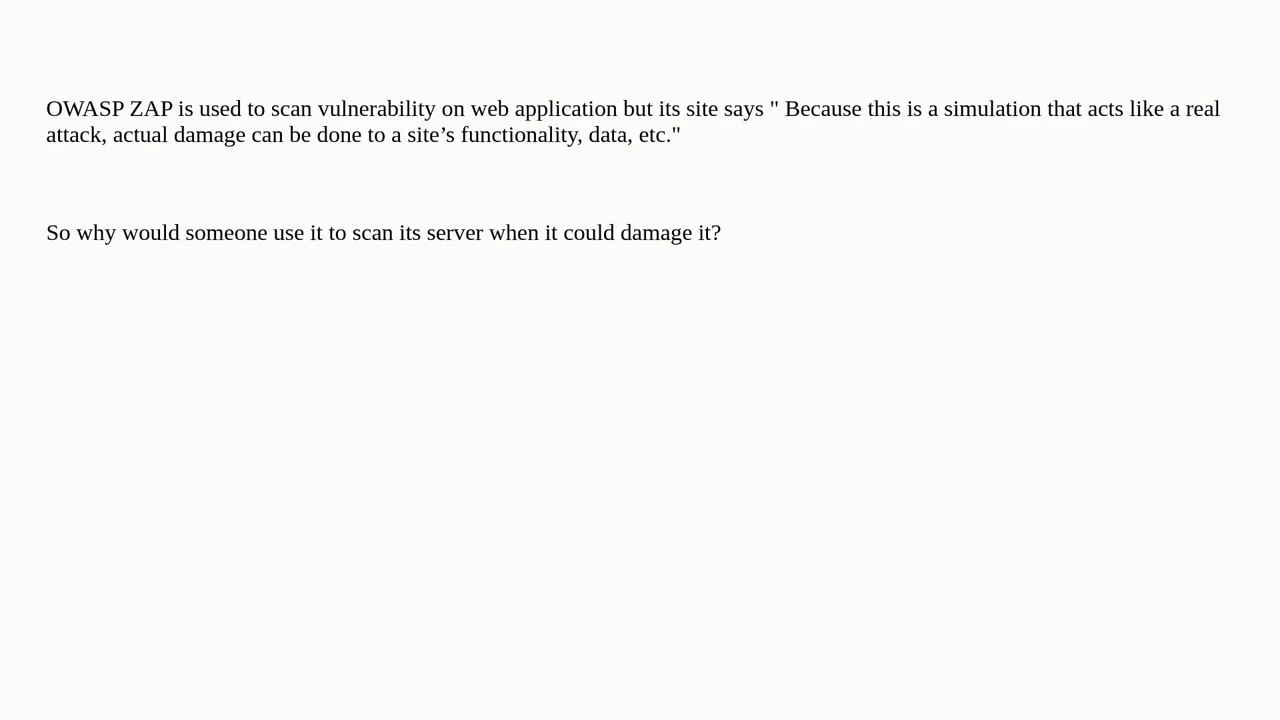 OWASP ZAP is used to scan vulnerability on web application but its site says " Because this is a simulation that acts like a real
attack, actual damage can be done to a site’s functionality, data, etc."
So why would someone use it to scan its server when it could damage it?